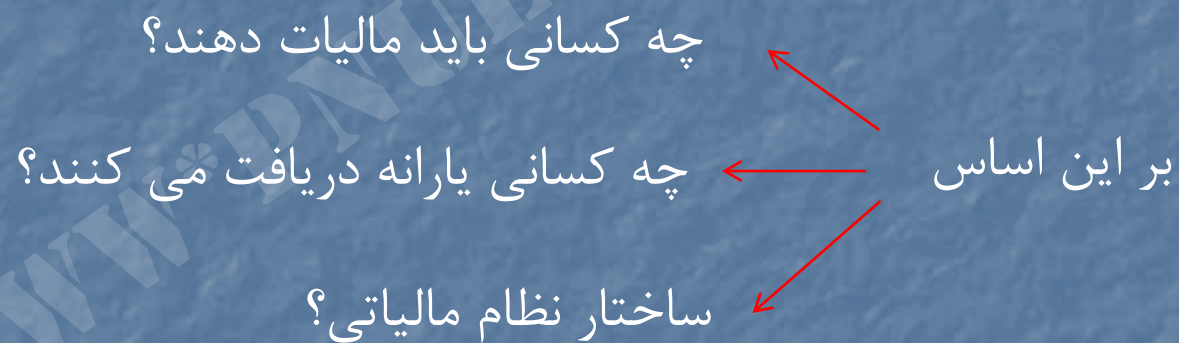 چه کسانی باید مالیات دهند؟
بر این اساس
چه کسانی یارانه دریافت می کنند؟
ساختار نظام مالیاتی؟